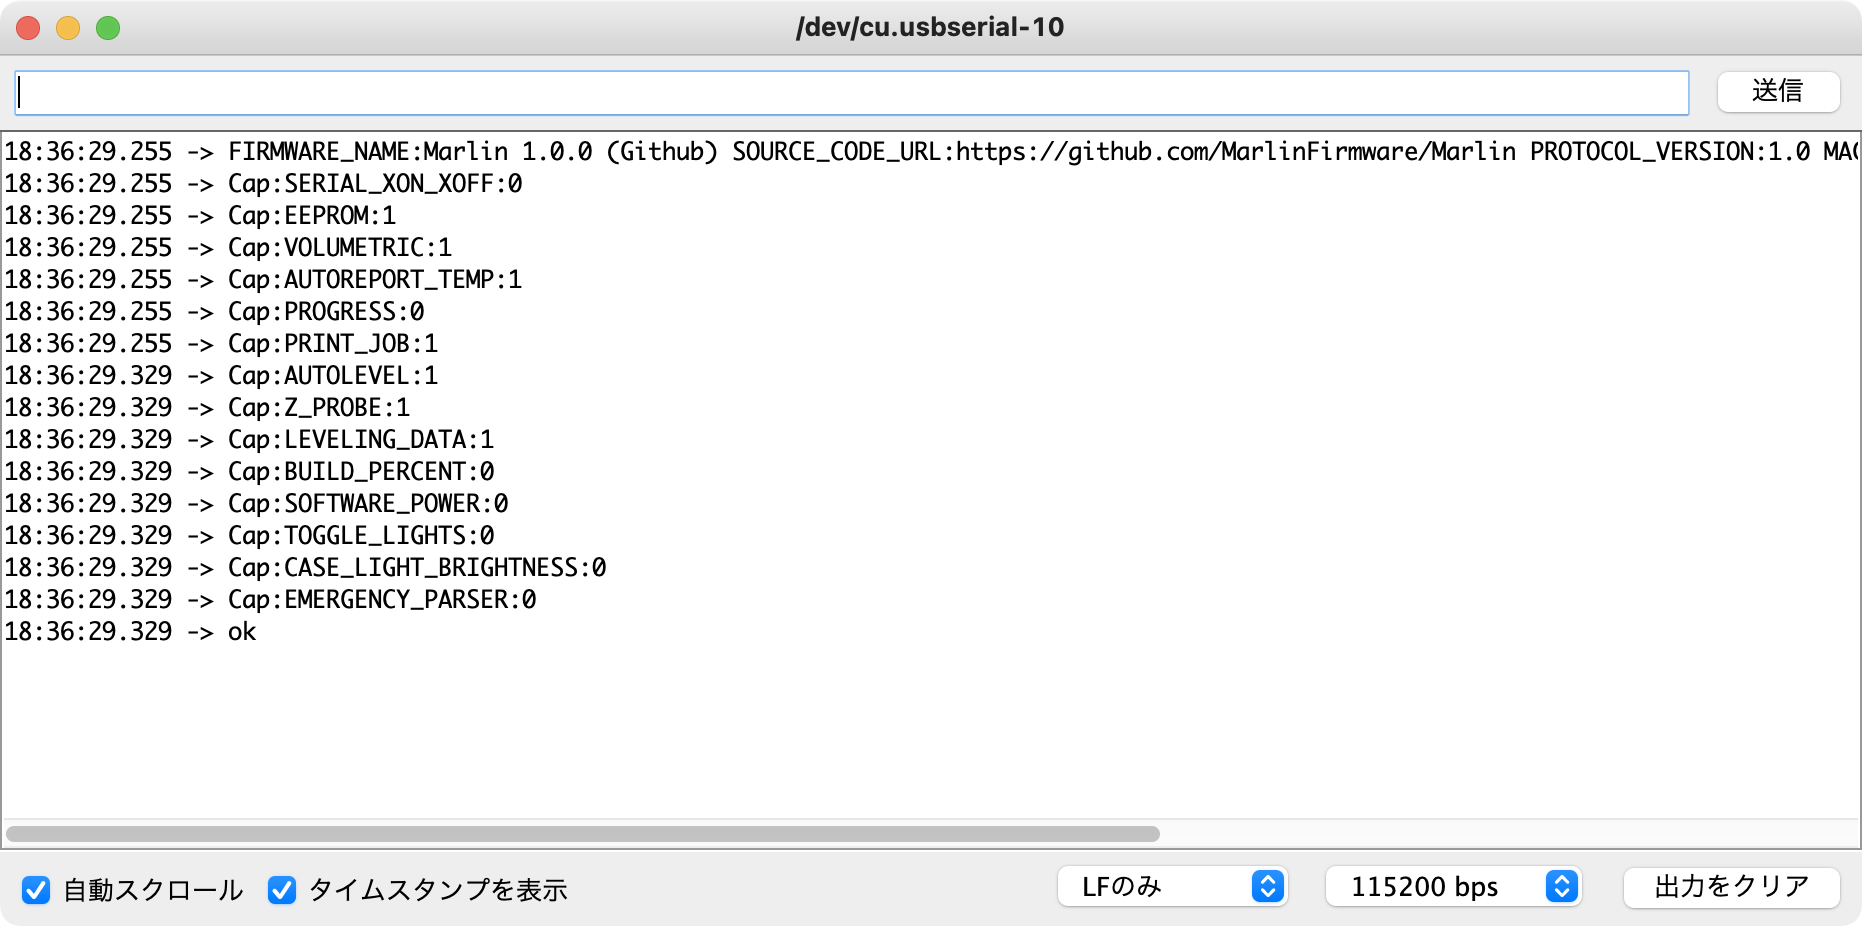 /dev/cu.usbserial-10
送信
18:36:29.255 -> FIRMWARE_NAME:Marlin 1.0.0 (Github) SOURCE_CODE_URL:https://github.com/MarlinFirmware/Marlin PROTOCOL_VERSION:1.0
18:36:29.255 -> Cap:SERIAL_XON_XOFF:0
18:36:29.255 -> Cap:EEPROM:1
18:36:29.255 -> Cap:VOLUMETRIC:1
18:36:29.255 -> Cap:AUTOREPORT_TEMP:1
18:36:29.255 -> Cap:PROGRESS:0
18:36:29.255 -> Cap:PRINT_JOB:1
18:36:29.329 -> Cap:AUTOLEVEL:1
18:36:29.329 -> Cap:Z_PROBE:1
18:36:29.329 -> Cap:LEVELING_DATA:1
18:36:29.329 -> Cap:BUILD_PERCENT:0
18:36:29.329 -> Cap:SOFTWARE_POWER:0
18:36:29.329 -> Cap:TOGGLE_LIGHTS:0
18:36:29.329 -> Cap:CASE_LIGHT_BRIGHTNESS:0
18:36:29.329 -> Cap:EMERGENCY_PARSER:0
18:36:29.329 -> ok
自動スクロール タイムスタンプを表示 LFのみ 115200 bps 出力をクリア